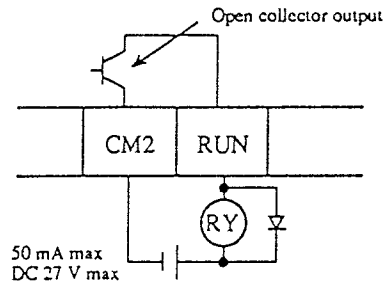 Open collector output
CM2
RUN
RY
50 mA max
DC 27 V max